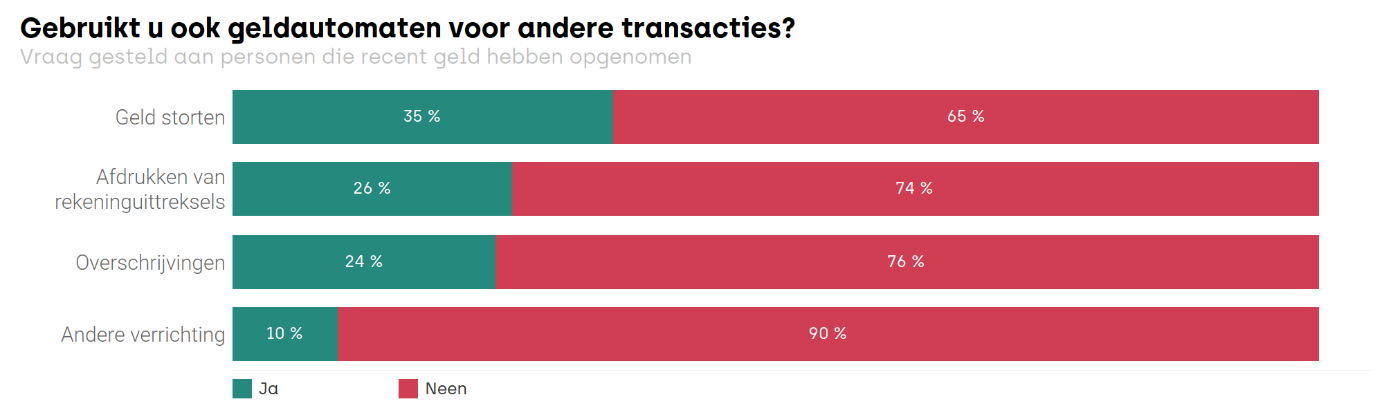 Gebruikt u ook geldautomaten voor andere transacties?
Vraag gesteld aan personen die recent geld hebben opgenomen
Geld storten
35 %
65 %
Afdrukken van
rekeninguittreksels
26 %
74 %
Overschrijvingen
24 %
76 %
Andere verrichting
10 %
90 %
Ja
Neen